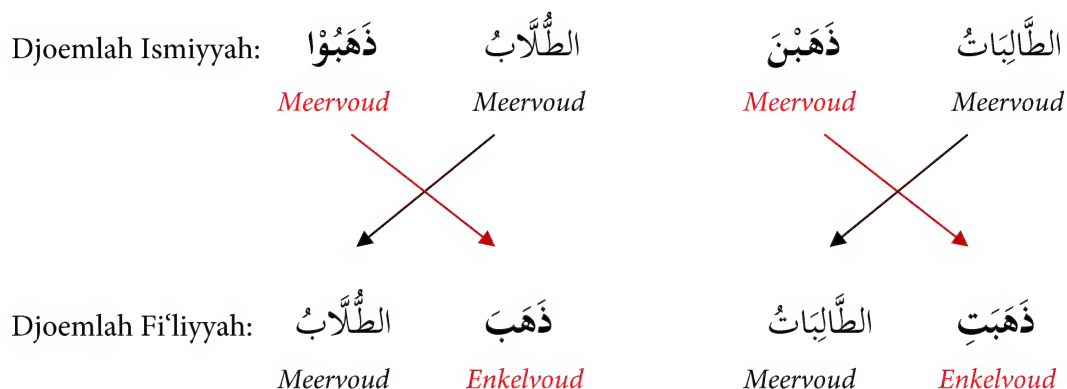 Djoemlah Ismiyyah: الطُّلَّابُ ذَهَبُوْا الطَّالِبَاتُ ذَهَبْنَ
Meervoud Meervoud Meervoud Meervoud
Djoemlah Fi‘liyyah: ذَهَبَ الطُّلَّابُ ذَهَبَتِ الطَّالِبَاتُ
Meervoud Enkelvoud Meervoud Enkelvoud